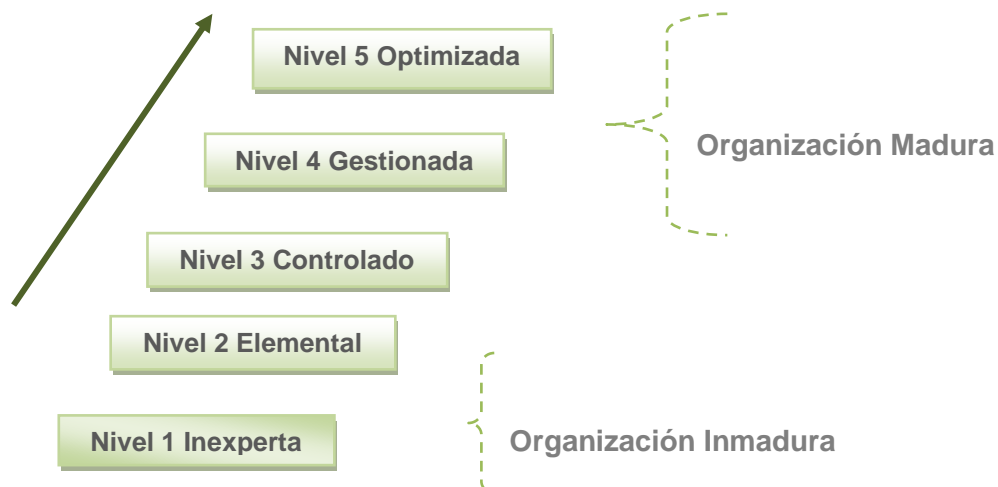 Nivel 5 Optimizada
Organización Madura
Nivel 4 Gestionada
Nivel 3 Controlado
Nivel 2 Elemental
Nivel 1 Inexperta
Organización Inmadura